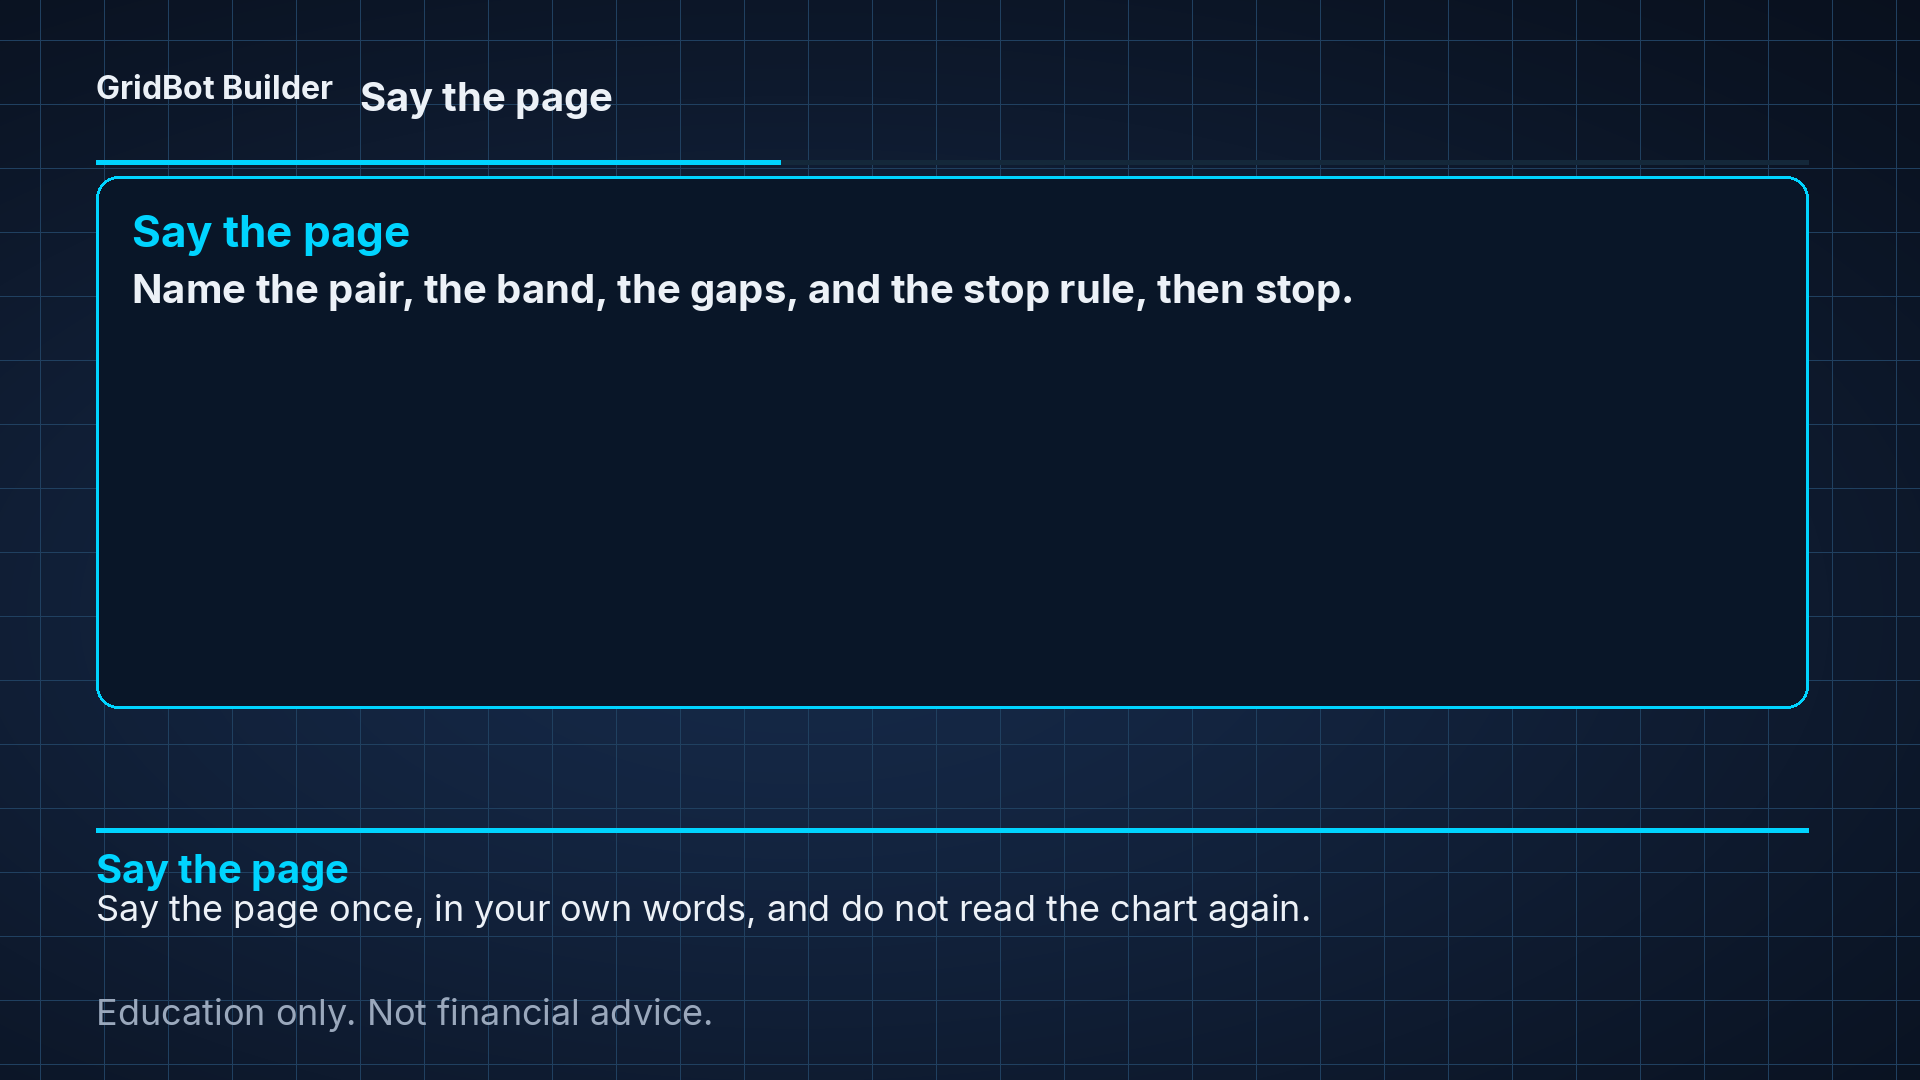 GridBot Builder
Say the page
Say the page
Name the pair, the band, the gaps, and the stop rule, then stop.
Say the page
Say the page once, in your own words, and do not read the chart again.
Education only. Not financial advice.